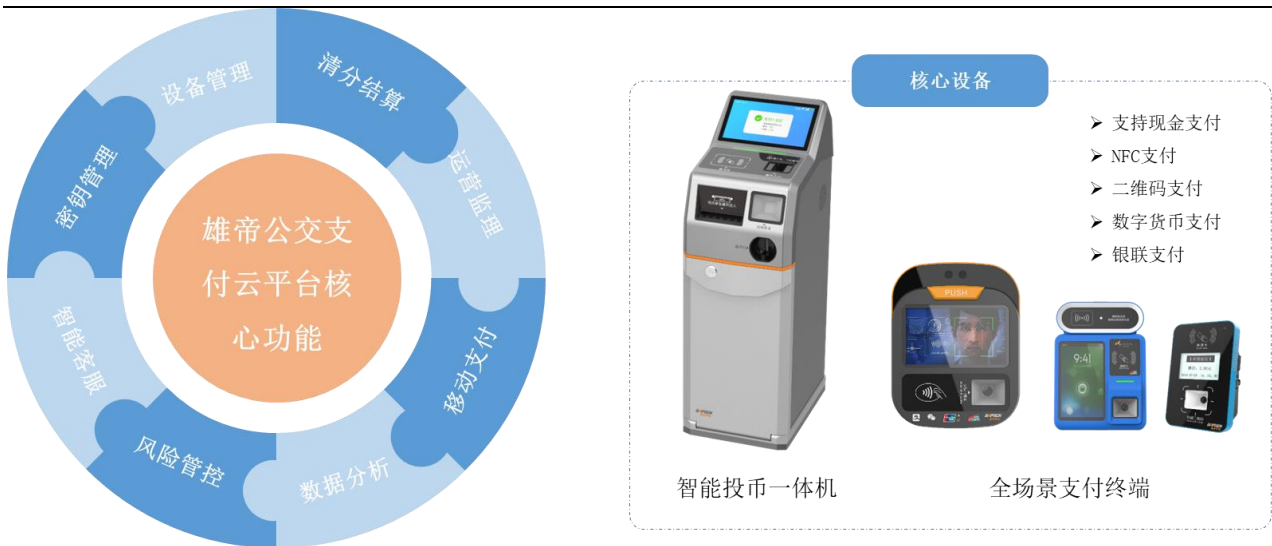 设备管理
清分结算
运营监理
移动支付
数据分析
风险管控
智能客服
密钥管理
雄帝公交支
付云平台核
心功能
核心设备
➢ 支持现金支付
➢ NFC支付
➢ 二维码支付
➢ 数字货币支付
➢ 银联支付
PUSH
9:41
智能投币一体机
全场景支付终端